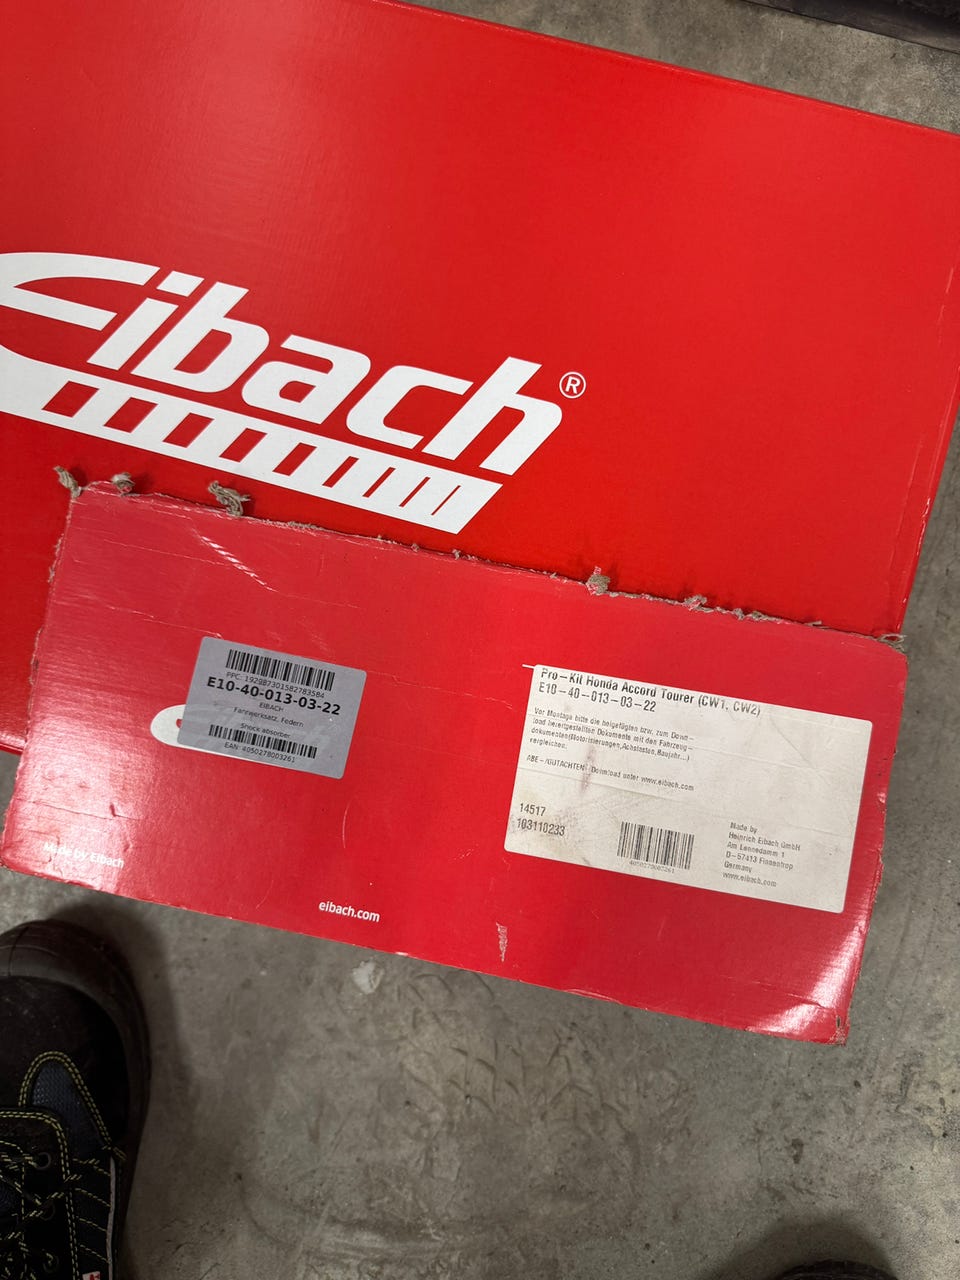 Eibach®
PPC: 192987301582783584
E10-40-013-03-22
EIBACH
Fahrwerksatz, Federn
Shock absorber
EAN: 4050278003261
Pro-Kit Honda Accord Tourer (CW1, CW2)
E10-40-013-03-22
Vor Montage bitte die beigefügten bzw. zum Down-
load bereitgestellten Dokumente mit den Fahrzeug-
dokumenten(Motorisierungen,Achslasten,Baujahr...)
vergleichen.
ABE-/GUTACHTEN: Download unter www.eibach.com
14517
103110233
4050278003261
Made by
Heinrich Eibach GmbH
Am Lennedamm 1
D-57413 Finnentrop
Germany
www.eibach.com
Made by Eibach
eibach.com